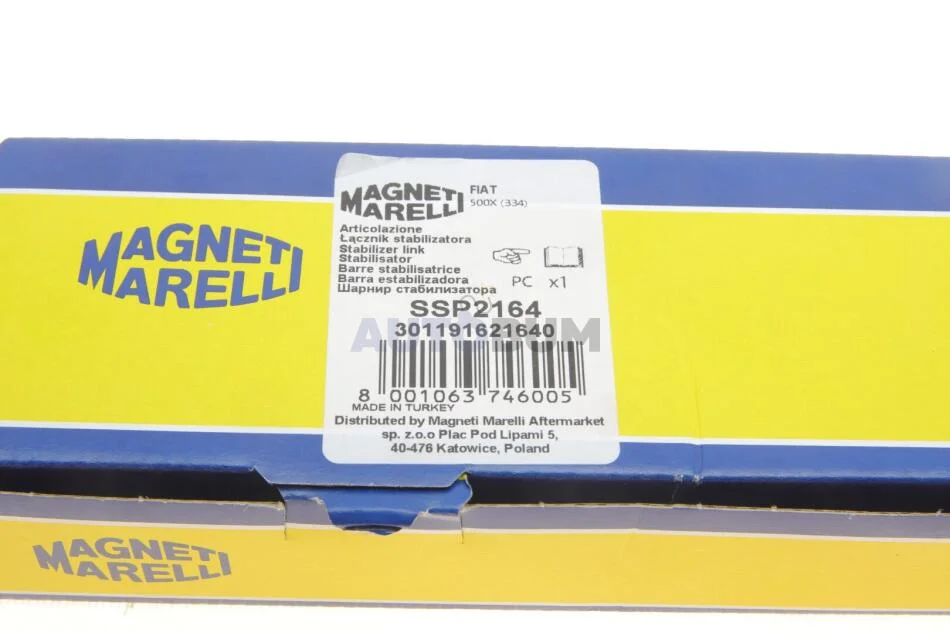 MAGNETI
MARELLI
MAGNETI
MARELLI
FIAT
500X (334)
Articolazione
Łącznik stabilizatora
Stabilizer link
Stabilisator
Barre stabilisatrice
Barra estabilizadora
Шарнир стабилизатора
PC x1
SSP2164
301191621640
AUTODUM
8 001063 746005
MADE IN TURKEY
Distributed by Magneti Marelli Aftermarket
sp. z.o.o Plac Pod Lipami 5,
40-476 Katowice, Poland
MAGNETI
MARELLI